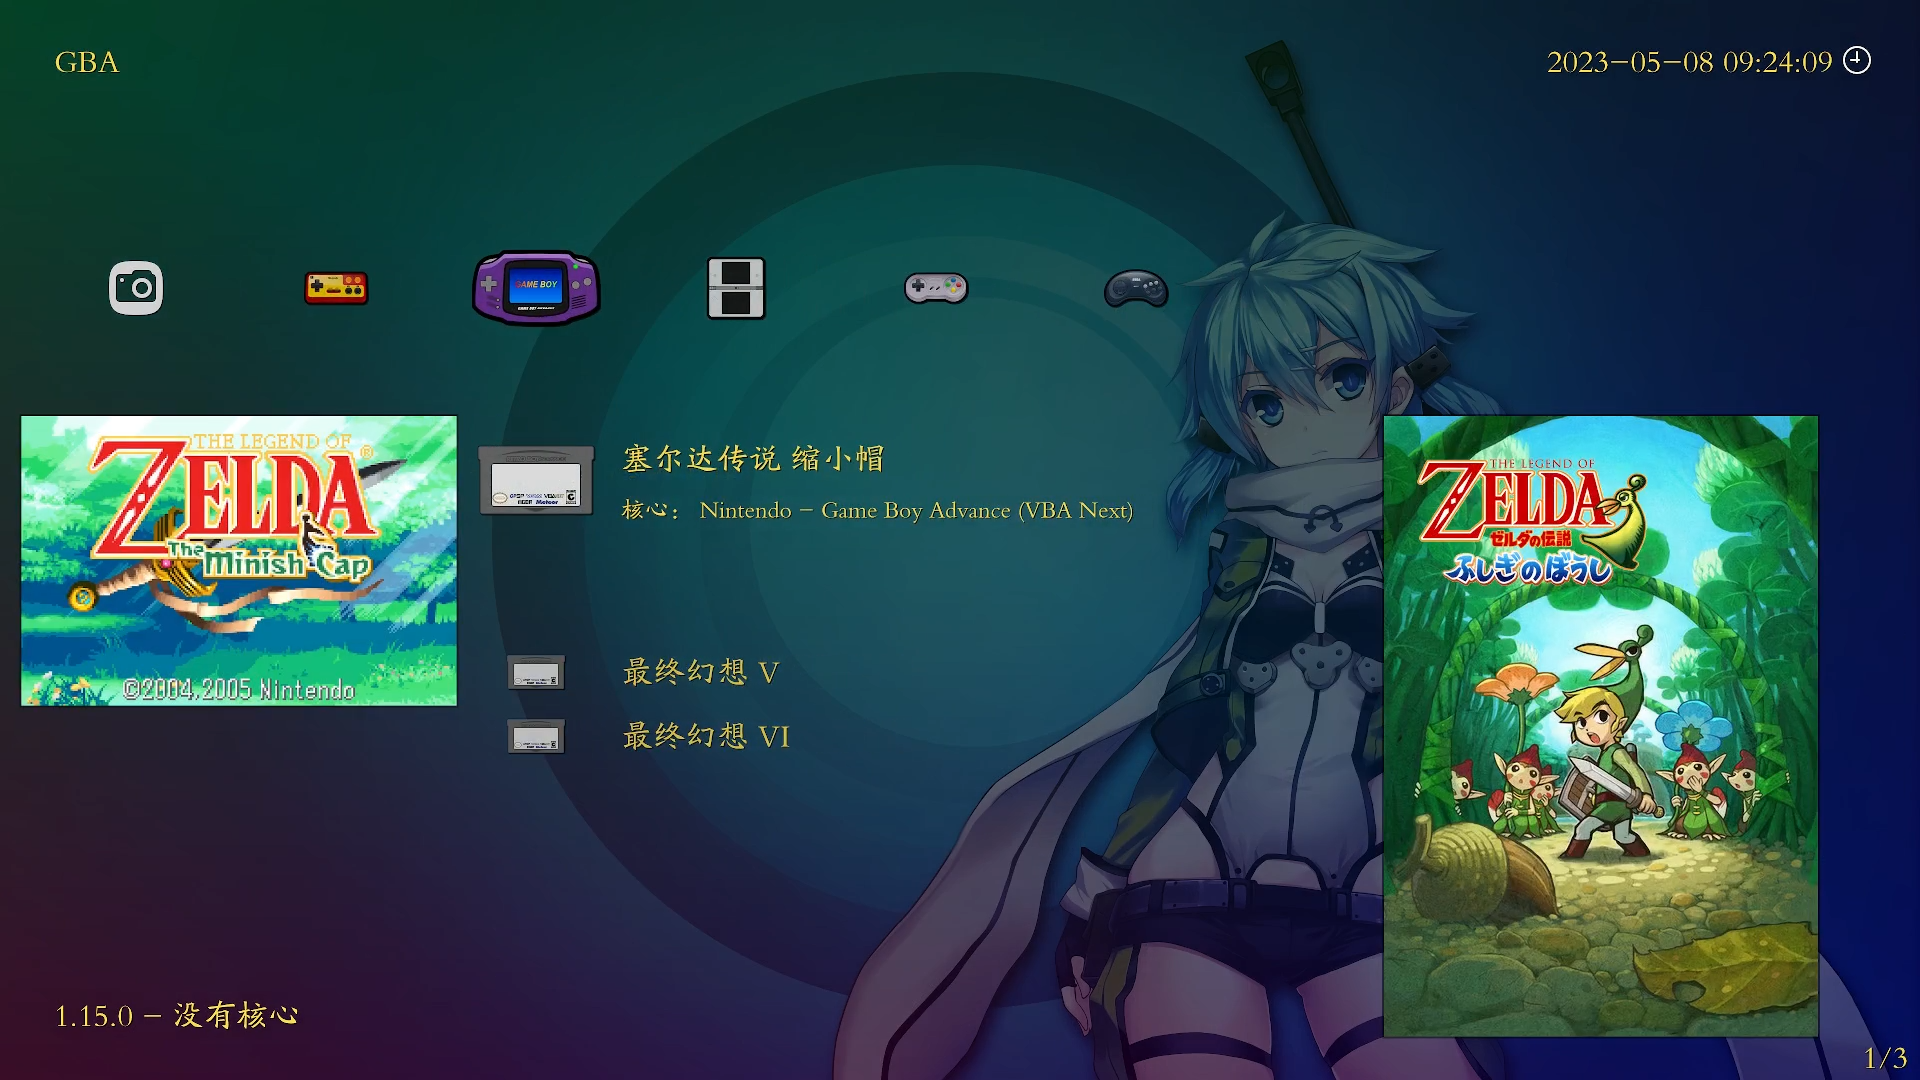 GBA
2023-05-08 09:24:09
GAME BOY
THE LEGEND OF
ZELDA
The
Minish Cap
©2004,2005 Nintendo
塞尔达传说 缩小帽
核心： Nintendo - Game Boy Advance (VBA Next)
最终幻想 V
最终幻想 VI
THE LEGEND OF
ZELDA
ゼルダの伝説
ふしぎのぼうし
1.15.0 - 没有核心
1/3